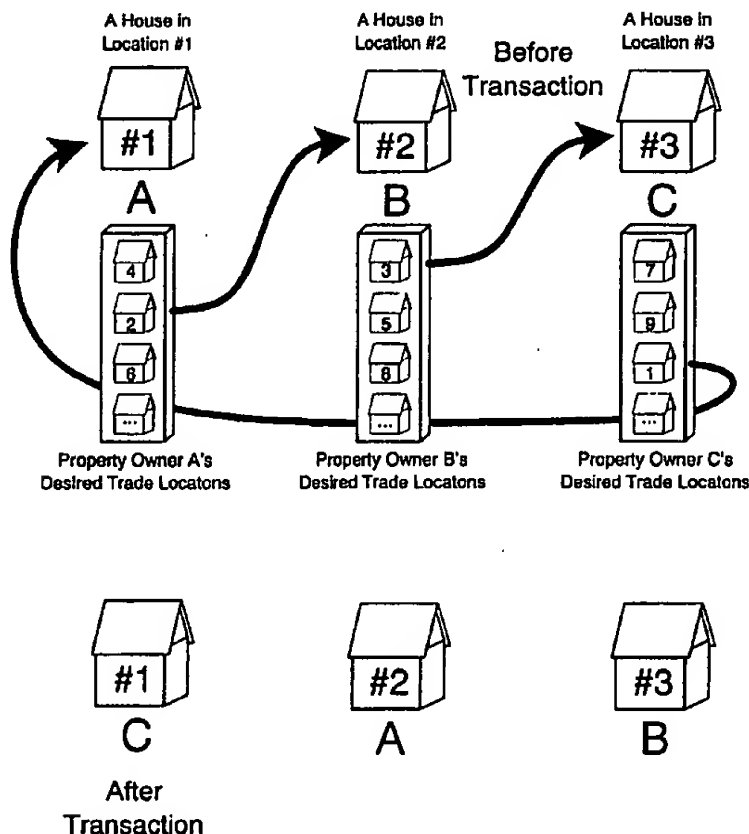 A House in
Location #1
A House in
Location #2
Before
Transaction
A House in
Location #3
#1
#2
#3
A
B
C
4
2
6
...
3
5
8
...
7
9
1
...
Property Owner A's
Desired Trade Locatons
Property Owner B's
Desired Trade Locatons
Property Owner C's
Desired Trade Locatons
#1
#2
#3
C
A
B
After
Transaction